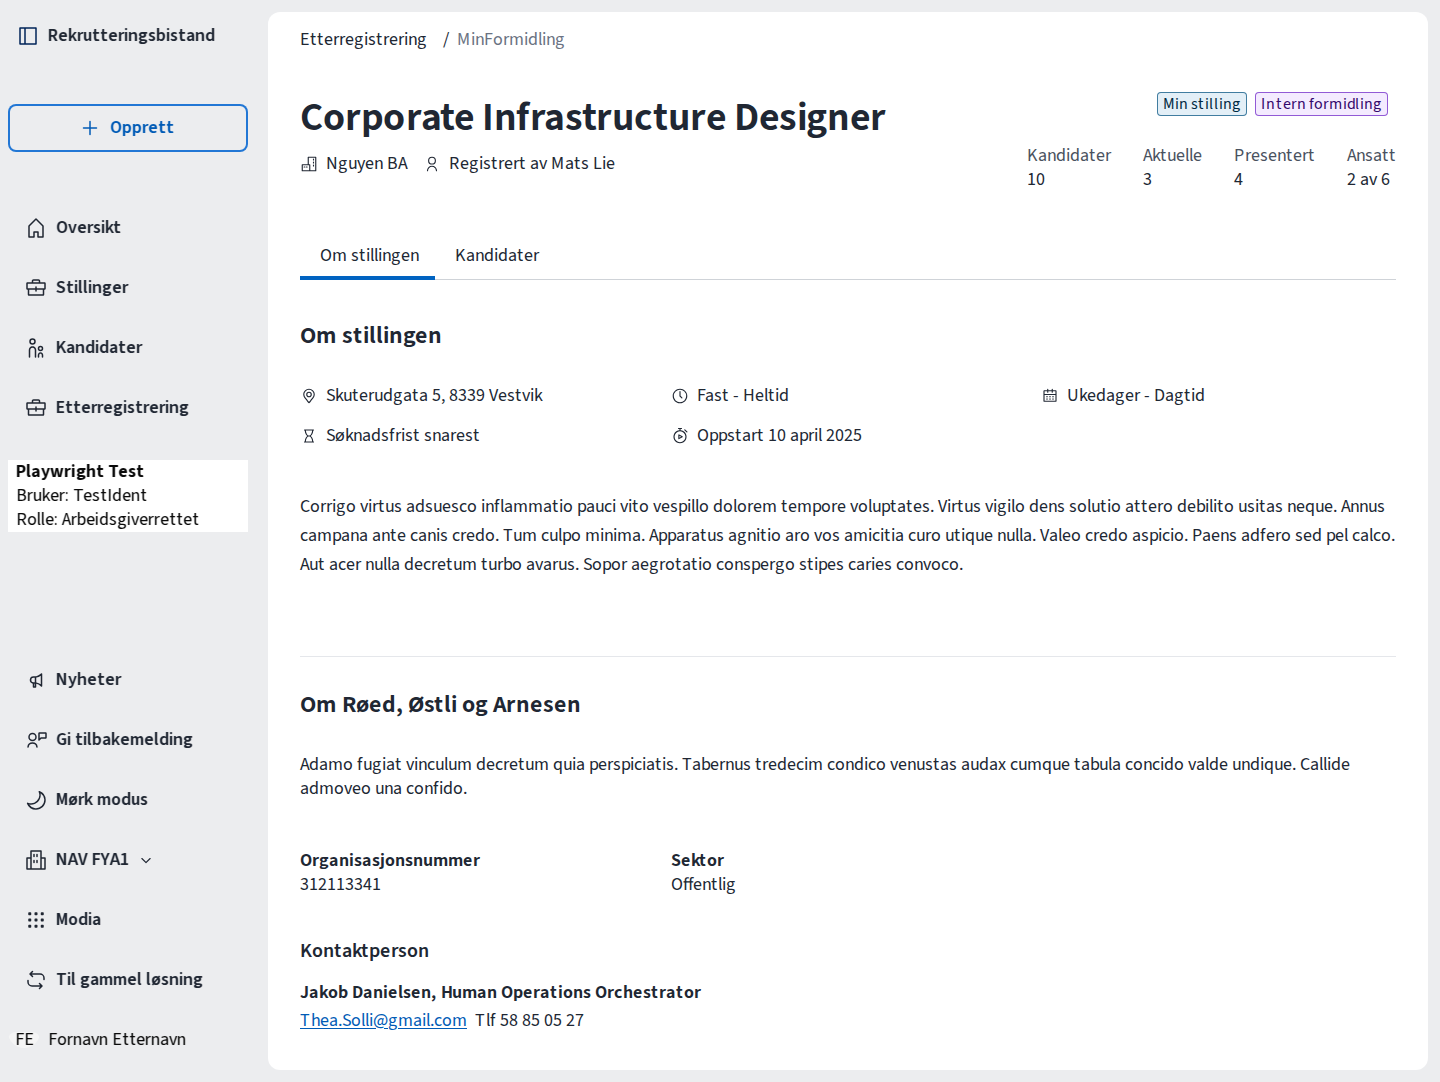 Rekrutteringsbistand
Opprett
Oversikt
Stillinger
Kandidater
Etterregistrering
Playwright Test
Bruker: TestIdent
Rolle: Arbeidsgiverrettet
Nyheter
Gi tilbakemelding
Mørk modus
NAV FYA1
Modia
Til gammel løsning
FE Fornavn Etternavn
Etterregistrering / MinFormidling
Corporate Infrastructure Designer
Min stilling Intern formidling
Nguyen BA Registrert av Mats Lie
Kandidater Aktuelle Presentert Ansatt
10 3 4 2 av 6
Om stillingen Kandidater
Om stillingen
Skuterudgata 5, 8339 Vestvik Fast - Heltid Ukedager - Dagtid
Søknadsfrist snarest Oppstart 10 april 2025
Corrigo virtus adsuesco inflammatio pauci vito vespillo dolorem tempore voluptates. Virtus vigilo dens solutio attero debilito usitas neque. Annus
campana ante canis credo. Tum culpo minima. Apparatus agnitio aro vos amicitia curo utique nulla. Valeo credo aspicio. Paens adfero sed pel calco.
Aut acer nulla decretum turbo avarus. Sopor aegrotatio conspergo stipes caries convoco.
Om Røed, Østli og Arnesen
Adamo fugiat vinculum decretum quia perspiciatis. Tabernus tredecim condico venustas audax cumque tabula concido valde undique. Callide
admoveo una confido.
Organisasjonsnummer Sektor
312113341 Offentlig
Kontaktperson
Jakob Danielsen, Human Operations Orchestrator
Thea.Solli@gmail.com Tlf 58 85 05 27